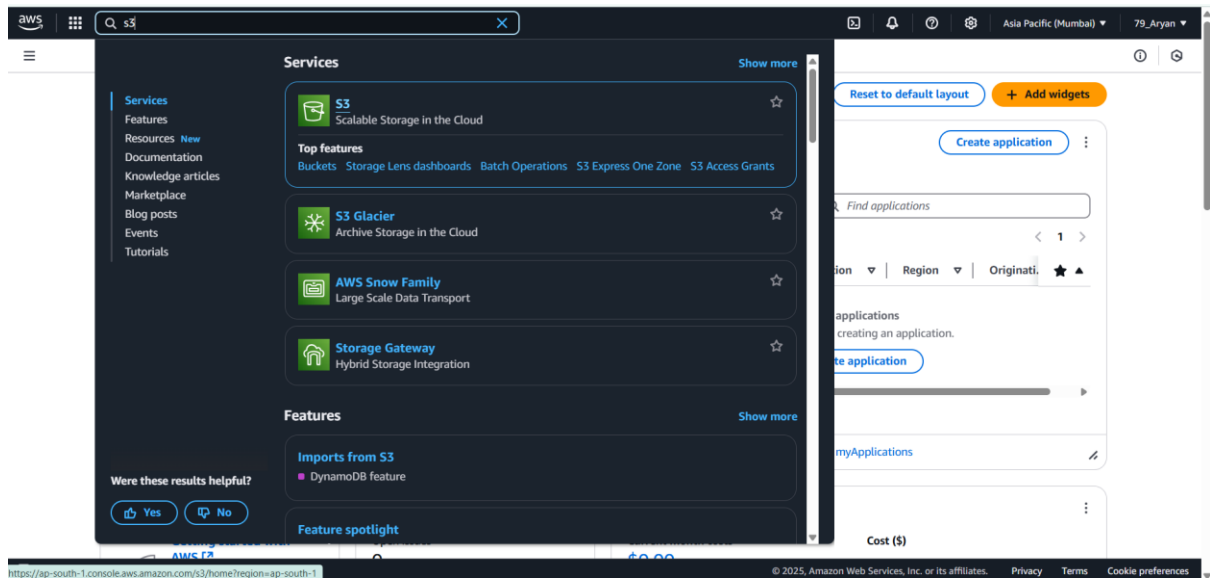 aws
s3
Asia Pacific (Mumbai) ▼
79_Aryan ▼
Services
Features
Resources New
Documentation
Knowledge articles
Marketplace
Blog posts
Events
Tutorials
Were these results helpful?
Yes
No
Services
Show more
S3
Scalable Storage in the Cloud
Top features
Buckets Storage Lens dashboards Batch Operations S3 Express One Zone S3 Access Grants
S3 Glacier
Archive Storage in the Cloud
AWS Snow Family
Large Scale Data Transport
Storage Gateway
Hybrid Storage Integration
Features
Show more
Imports from S3
DynamoDB feature
Feature spotlight
Reset to default layout
+ Add widgets
Create application
Find applications
1
Region
Originati.
applications
creating an application.
application
myApplications
AWS
Cost ($)
$0.00
https://ap-south-1.console.aws.amazon.com/s3/home?region=ap-south-1
© 2025, Amazon Web Services, Inc. or its affiliates.
Privacy Terms Cookie preferences